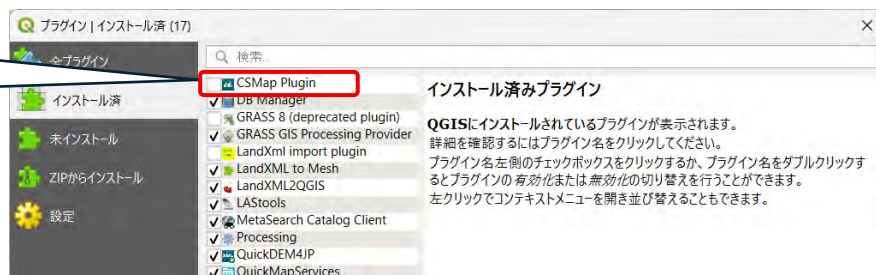 プラグイン | インストール済 (17)
全プラグイン
インストール済
未インストール
ZIPからインストール
設定
検索...
CSMap Plugin
DB Manager
GRASS 8 (deprecated plugin)
GRASS GIS Processing Provider
LandXml import plugin
LandXML to Mesh
LandXML2QGIS
LAStools
MetaSearch Catalog Client
Processing
QuickDEM4JP
QuickMapServices
インストール済みプラグイン
QGISにインストールされているプラグインが表示されます。
詳細を確認するにはプラグイン名をクリックしてください。
プラグイン名左側のチェックボックスをクリックするか、プラグイン名をダブルクリックす
るとプラグインの有効化または無効化の切り替えを行うことができます。
左クリックでコンテキストメニューを開き並び替えることもできます。